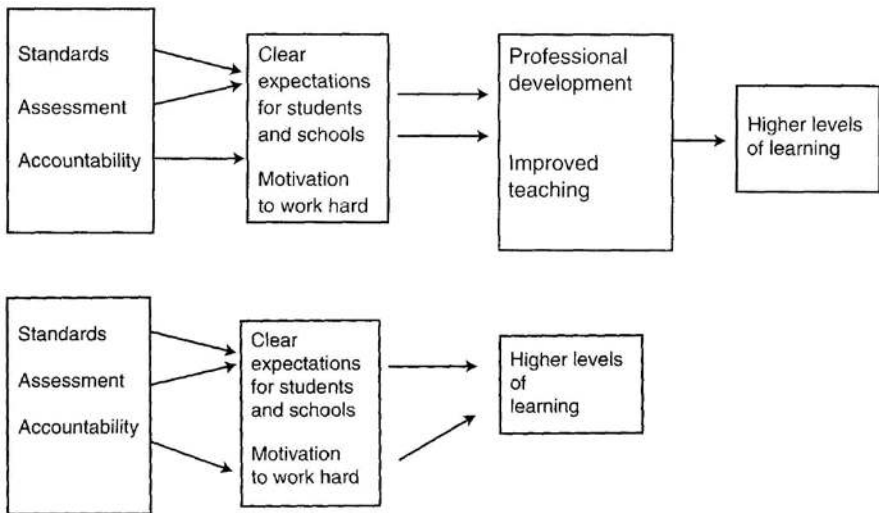 Standards
Assessment
Accountability
Clear
expectations
for students
and schools
Motivation
to work hard
Professional
development
Improved
teaching
Higher levels
of learning
Standards
Assessment
Accountability
Clear
expectations
for students
and schools
Motivation
to work hard
Higher levels
of
learning